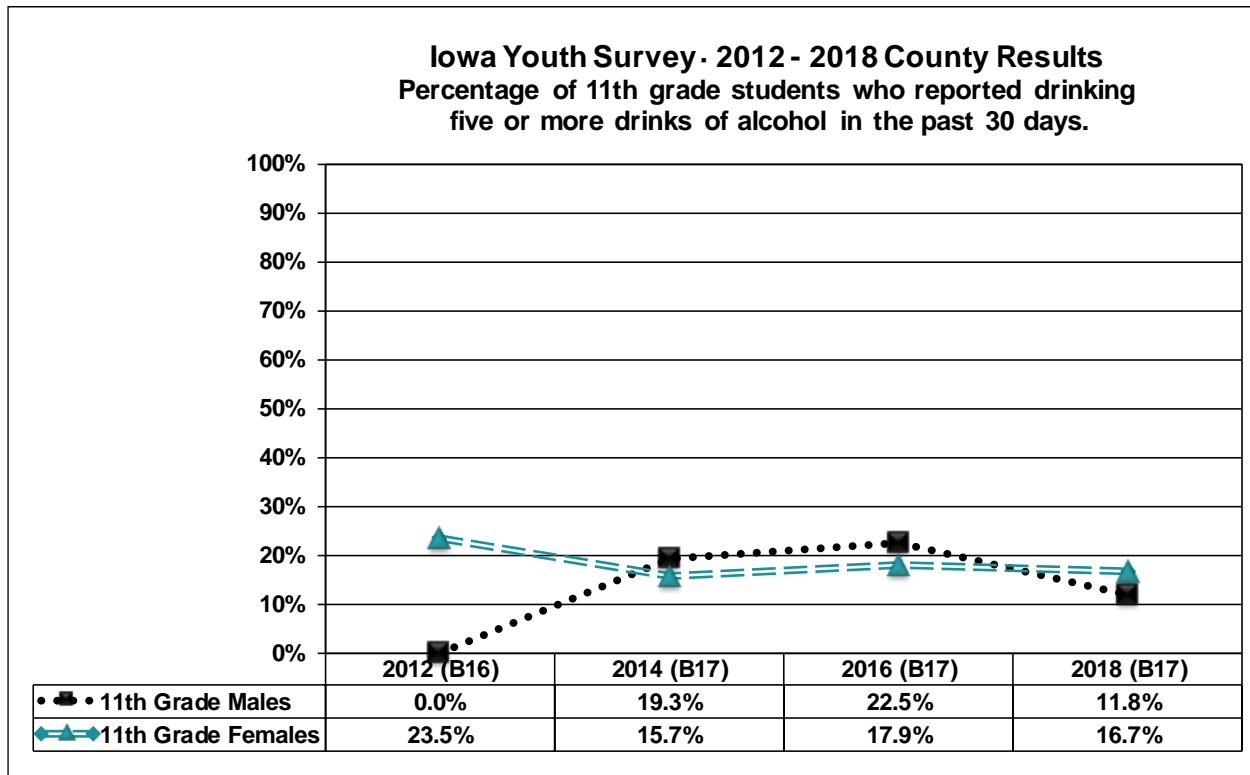 Iowa Youth Survey · 2012 - 2018 County Results
Percentage of 11th grade students who reported drinking
five or more drinks of alcohol in the past 30 days.
100%
90%
80%
70%
60%
50%
40%
30%
20%
10%
0%
2012 (B16) 2014 (B17) 2016 (B17) 2018 (B17)
11th Grade Males 0.0% 19.3% 22.5% 11.8%
11th Grade Females 23.5% 15.7% 17.9% 16.7%